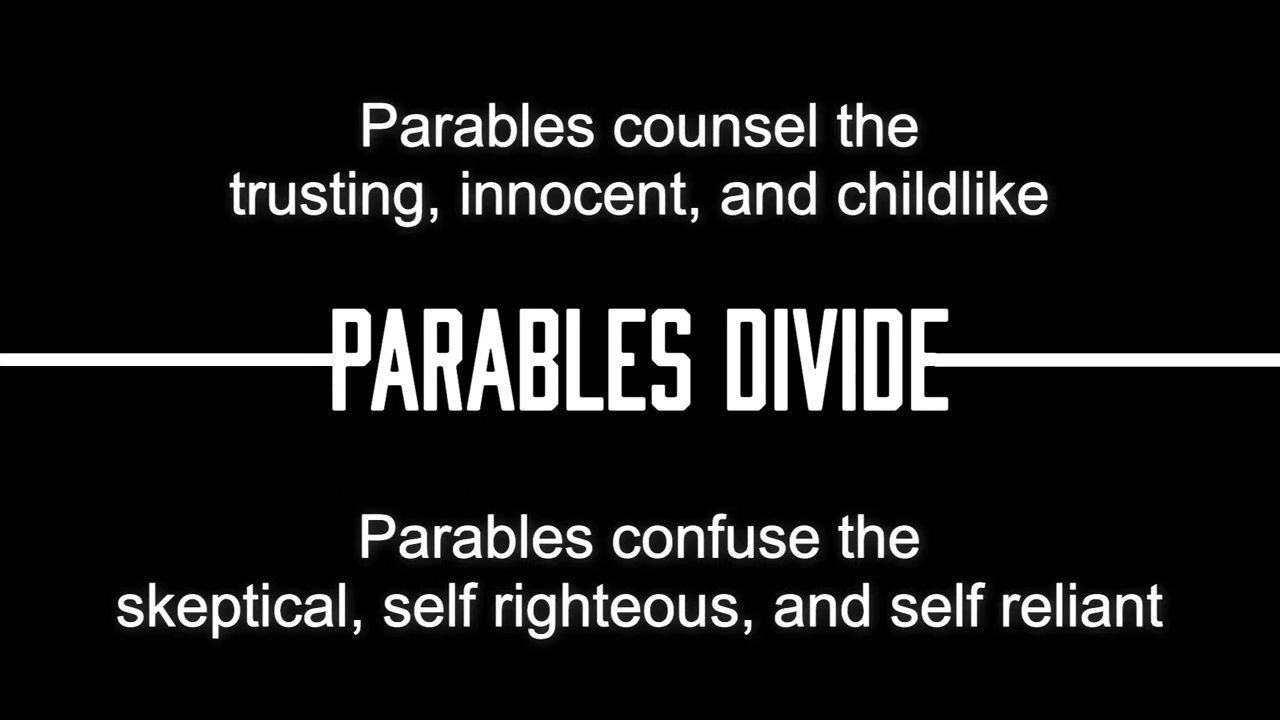 Parables counsel the
trusting, innocent, and childlike
PARABLES DIVIDE
Parables confuse the
skeptical, self righteous, and self reliant